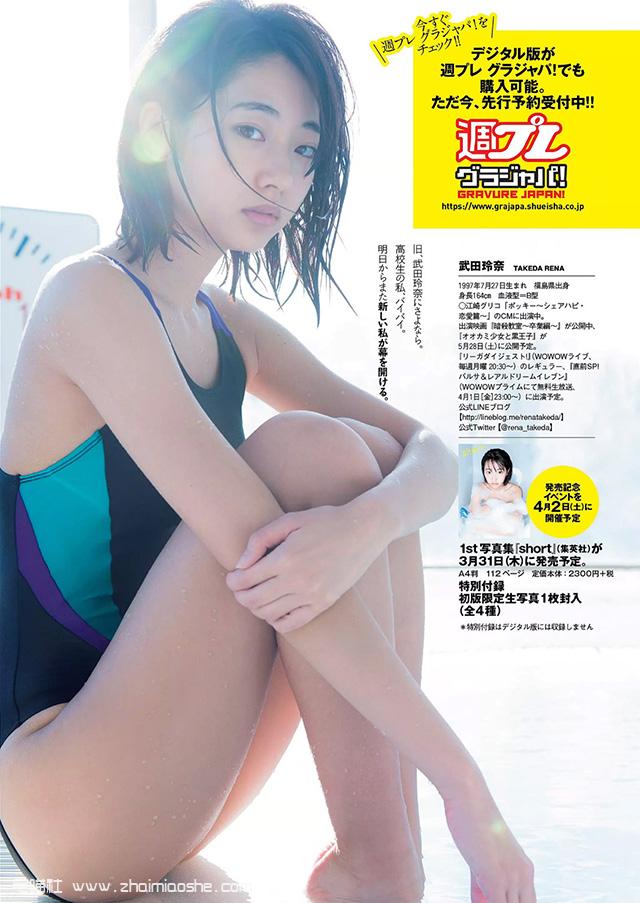 今すぐ
週プレ グラジャパ!を
チェック!!
デジタル版が
週プレ グラジャパ!でも
購入可能。
ただ今、先行予約受付中!!
週プレ
グラジャパ!
GRAVURE JAPAN!
https://www.grajapa.shueisha.co.jp
旧、武田玲奈にさよなら。
高校生の私、バイバイ。
明日からまた新しい私が幕を開ける。
武田玲奈 TAKEDA RENA
1997年7月27日生まれ 福島県出身
身長164㎝ 血液型=B型
○江崎グリコ「ポッキー〜シェアハピ・
恋愛篇〜」のCMに出演中。
出演映画『暗殺教室〜卒業編〜』が公開中、
『オオカミ少女と黒王子』が
5月28日(土)に公開予定。
『リーガダイジェスト!』(WOWOWライブ、
毎週月曜 20:30〜)のレギュラー、『直前SP!
バルサ&レアルドリームイレブン』
(WOWOWプライムにて無料生放送、
4月1日[金]23:00〜)に出演予定。
公式LINEブログ
【http://lineblog.me/renatakeda/】
公式Twitter【@rena_takeda】
発売記念
イベントを
4月2日(土)に
開催予定
1st写真集『short』(集英社)が
3月31日(木)に発売予定。
A4判 112ページ 定価本体:2300円+税
特別付録
初版限定生写真1枚封入
(全4種)
*特別付録はデジタル版には収録しません
www.zhaimiaoshe.com